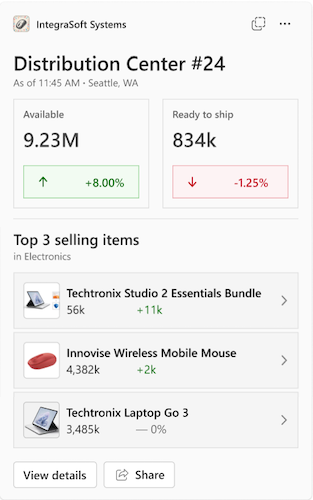 IntegraSoft Systems
Distribution Center #24
As of 11:45 AM • Seattle, WA
Available
9.23M
↑ +8.00%
Ready to ship
834k
↓ -1.25%
Top 3 selling items
in Electronics
Techtronix Studio 2 Essentials Bundle
56k +11k
Innovise Wireless Mobile Mouse
4,382k +2k
Techtronix Laptop Go 3
3,485k — 0%
View details
Share